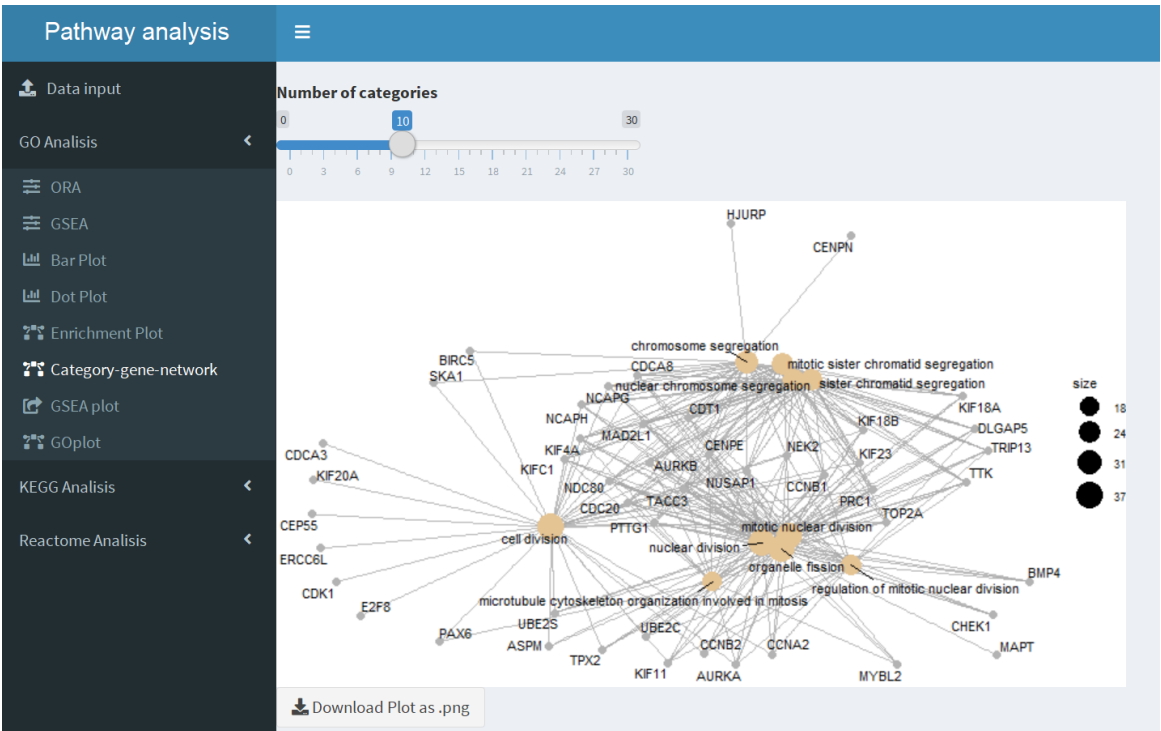 Pathway analysis
Data input
GO Analisis
ORA
GSEA
Bar Plot
Dot Plot
Enrichment Plot
Category-gene-network
GSEA plot
GOplot
KEGG Analisis
Reactome Analisis
Number of categories
0 10 30
0 3 6 9 12 15 18 21 24 27 30
HJURP
CENPN
chromosome segregation
BIRC5
CDCA8
mitotic sister chromatid segregation
SKA1
nuclear chromosome segregation
sister chromatid segregation
NCAPG
CDT1
KIF18A
NCAPH
KIF18B
DLGAP5
MAD2L1
CENPE
NEK2
TRIP13
KIF4A
KIF23
CDCA3
KIFC1
AURKB
TTK
KIF20A
NDC80
NUSAP1
CCNB1
TACC3
PRC1
CDC20
TOP2A
CEP55
PTTG1
mitotic nuclear division
cell division
nuclear division
ERCC6L
organelle fission
BMP4
CDK1
regulation of mitotic nuclear division
microtubule cytoskeleton organization involved in mitosis
E2F8
UBE2S
UBE2C
CHEK1
PAX6
ASPM
CCNB2
CCNA2
MAPT
TPX2
KIF11
AURKA
MYBL2
size
18
24
31
37
Download Plot as .png